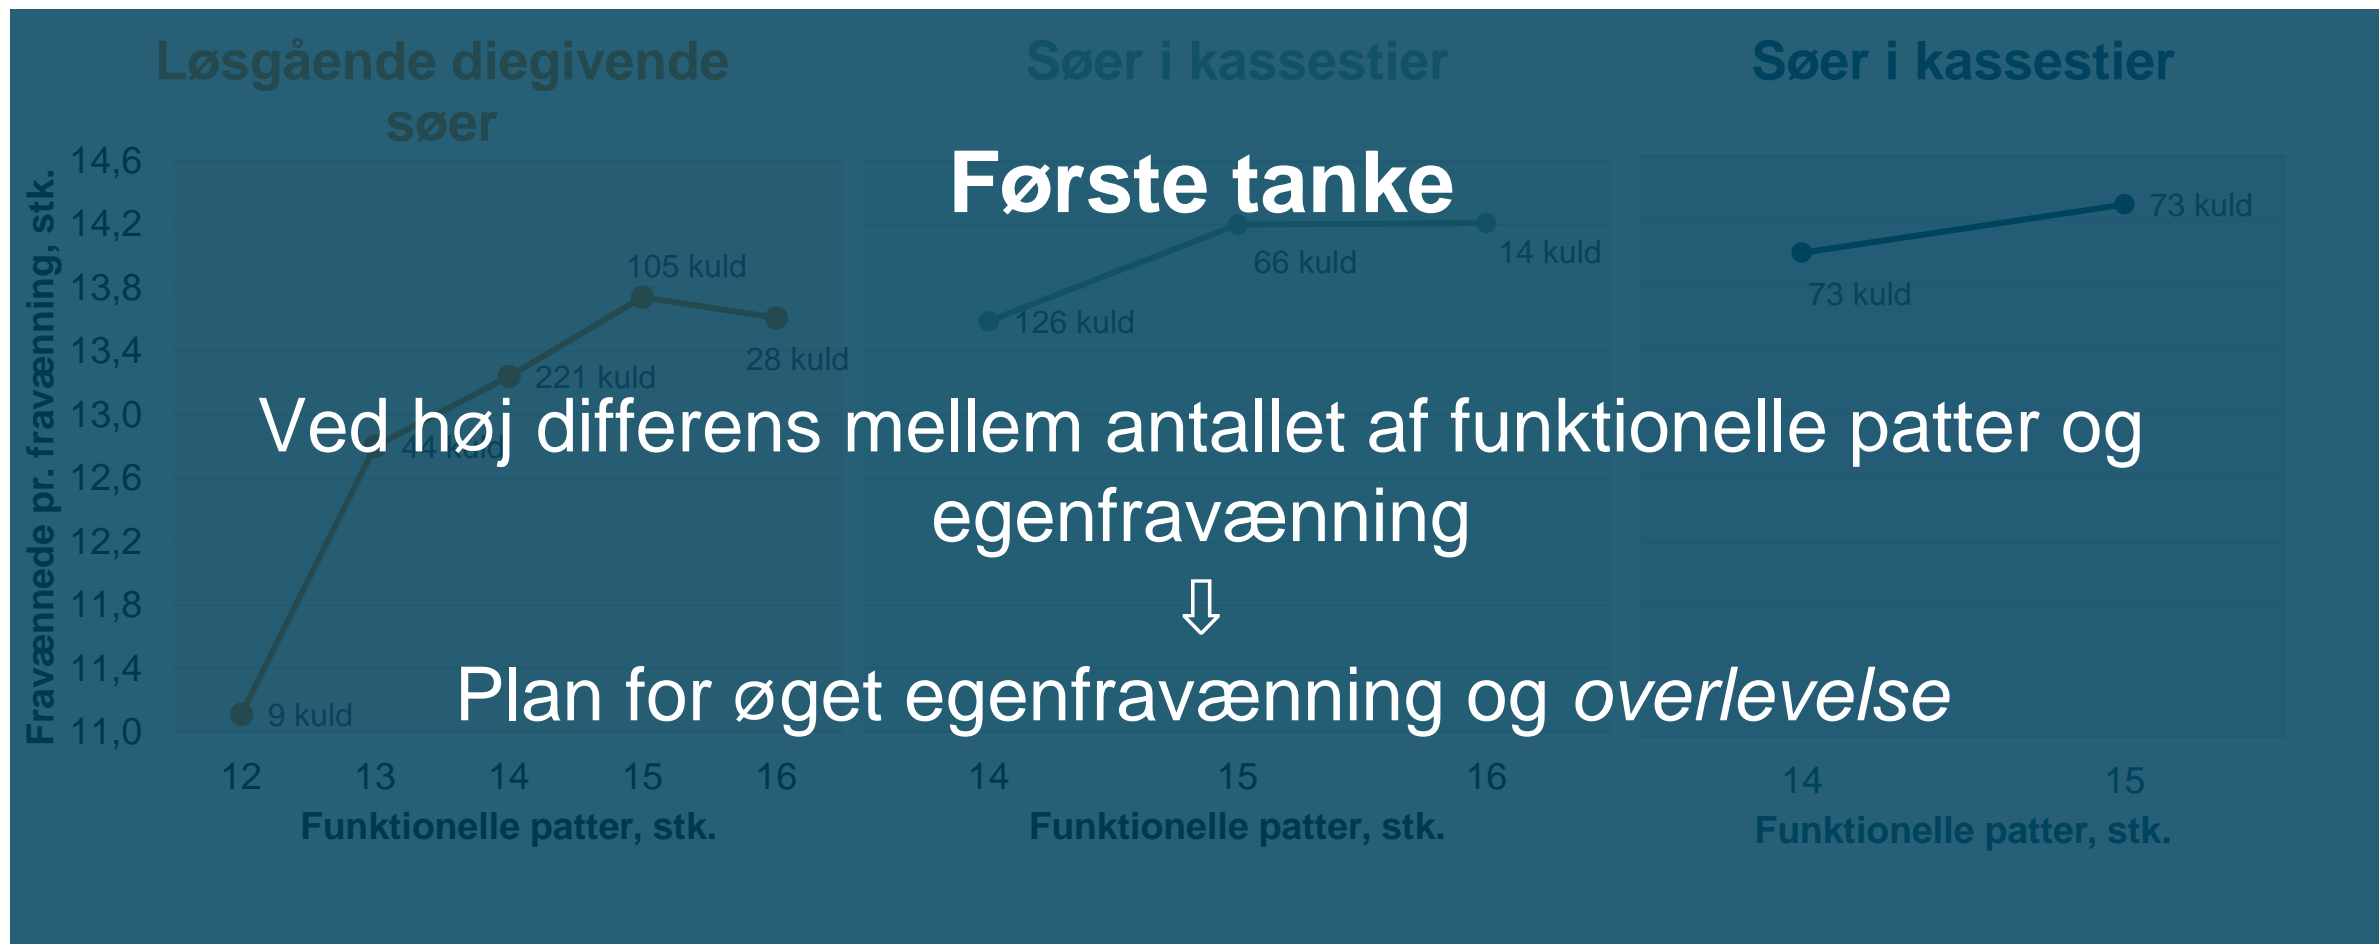 Løsgående diegivende
søer
Søer i kassestier
Søer i kassestier
Første tanke
Ved høj differens mellem antallet af funktionelle patter og
egenfravænning
⇩
Plan for øget egenfravænning og overlevelse
Fravænnede pr. fravænning, stk.
14,6
14,2
13,8
13,4
13,0
12,6
12,2
11,8
11,4
11,0
9 kuld
44 kuld
221 kuld
105 kuld
28 kuld
12 13 14 15 16
Funktionelle patter, stk.
126 kuld
66 kuld
14 kuld
14 15 16
Funktionelle patter, stk.
73 kuld
73 kuld
14 15
Funktionelle patter, stk.